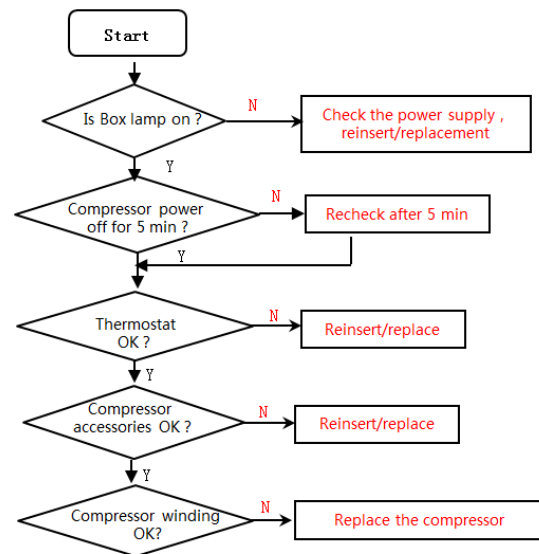 Start
Is Box lamp on ?
N
Check the power supply ,
reinsert/replacement
Y
Compressor power
off for 5 min ?
N
Recheck after 5 min
Y
Thermostat
OK ?
N
Reinsert/replace
Y
Compressor
accessories OK ?
N
Reinsert/replace
Y
Compressor winding
OK?
N
Replace the compressor